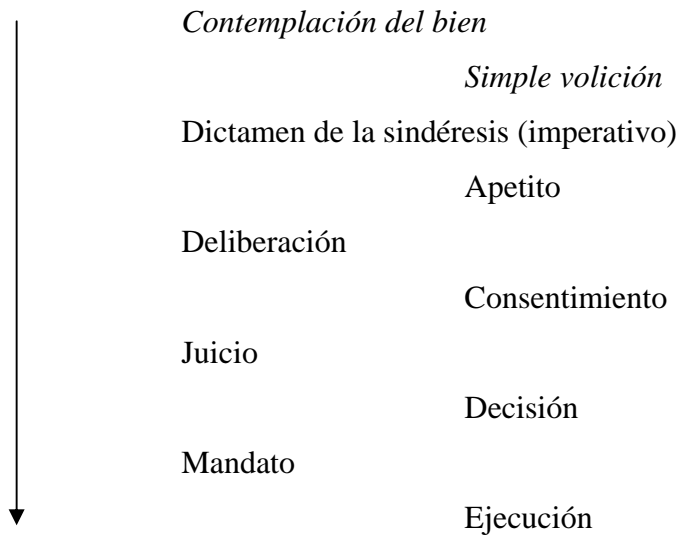 Contemplación del bien
Simple volición
Dictamen de la sindéresis (imperativo)
Apetito
Deliberación
Consentimiento
Juicio
Decisión
Mandato
Ejecución